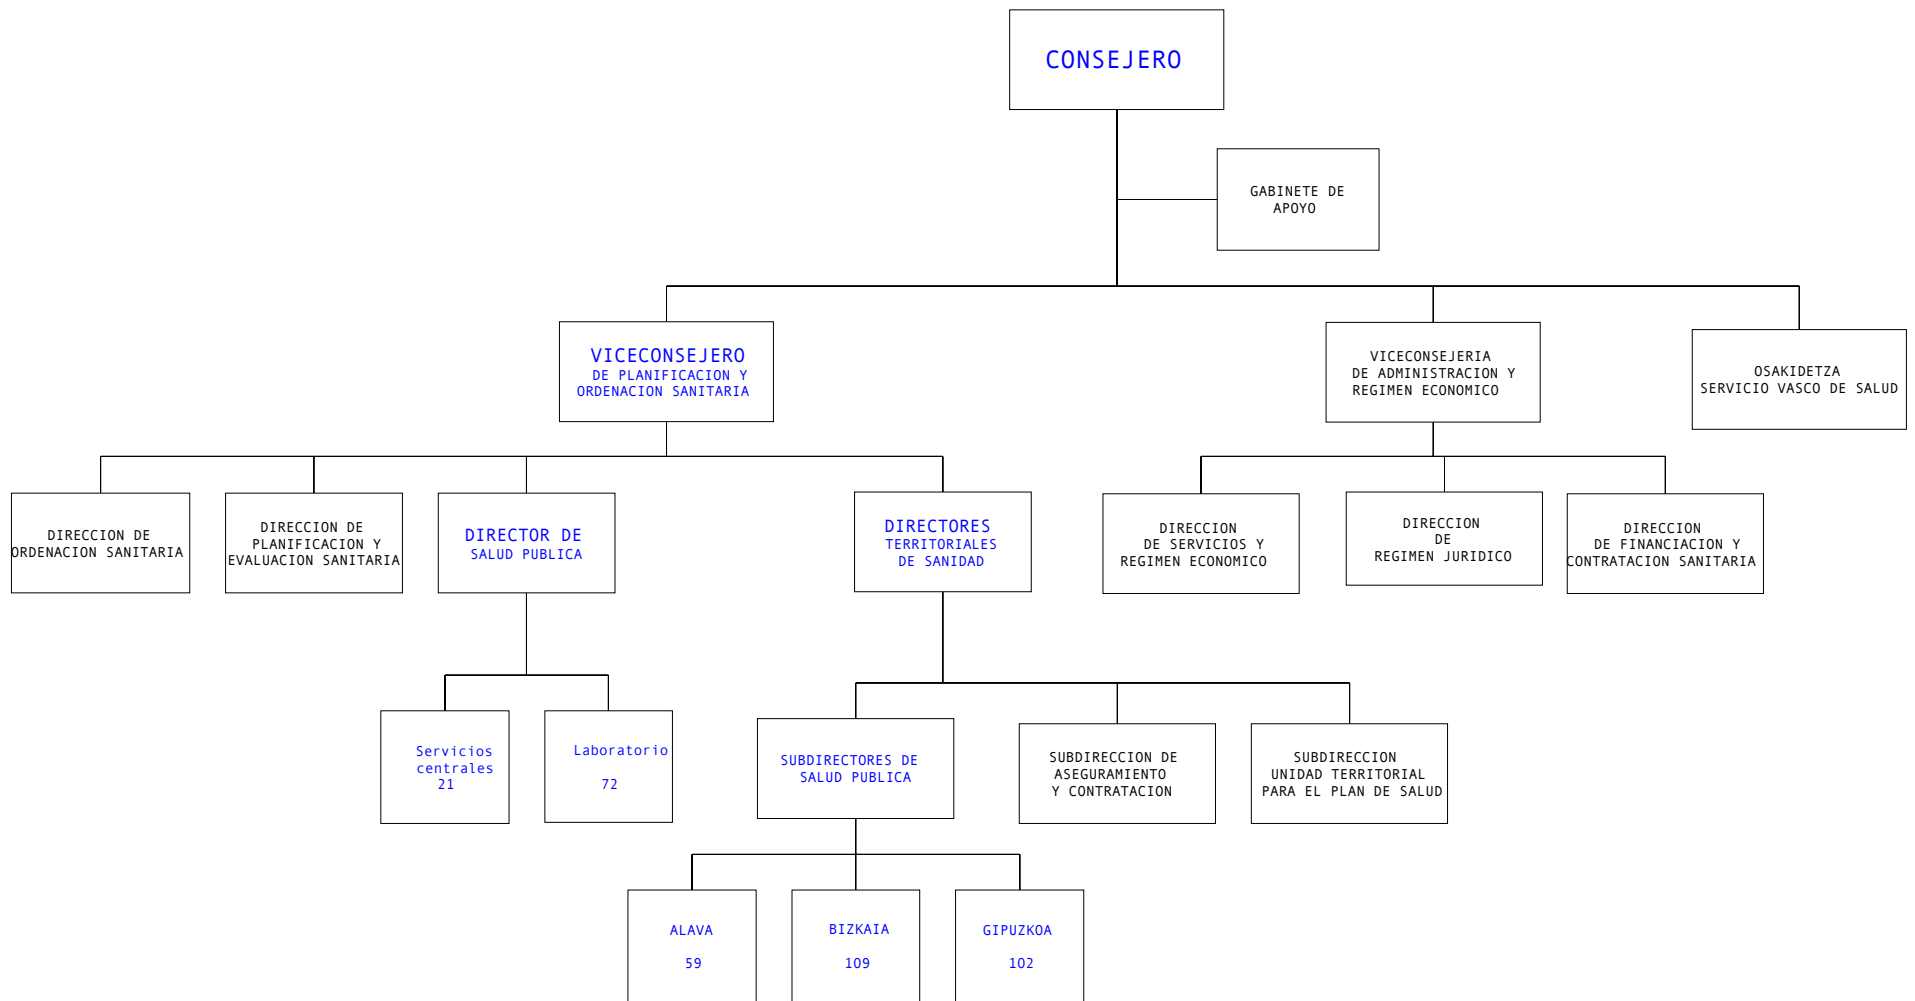 CONSEJERO
GABINETE DE
APOYO
VICECONSEJERO
DE PLANIFICACION Y
ORDENACION SANITARIA
VICECONSEJERIA
DE ADMINISTRACION Y
REGIMEN ECONOMICO
OSAKIDETZA
SERVICIO VASCO DE SALUD
DIRECCION DE
ORDENACION SANITARIA
DIRECCION DE
PLANIFICACION Y
EVALUACION SANITARIA
DIRECTOR DE
SALUD PUBLICA
DIRECTORES
TERRITORIALES
DE SANIDAD
DIRECCION
DE SERVICIOS Y
REGIMEN ECONOMICO
DIRECCION
DE
REGIMEN JURIDICO
DIRECCION
DE FINANCIACION Y
CONTRATACION SANITARIA
Servicios
centrales
21
Laboratorio
72
SUBDIRECTORES DE
SALUD PUBLICA
SUBDIRECCION DE
ASEGURAMIENTO
Y CONTRATACION
SUBDIRECCION
UNIDAD TERRITORIAL
PARA EL PLAN DE SALUD
ALAVA
59
BIZKAIA
109
GIPUZKOA
102